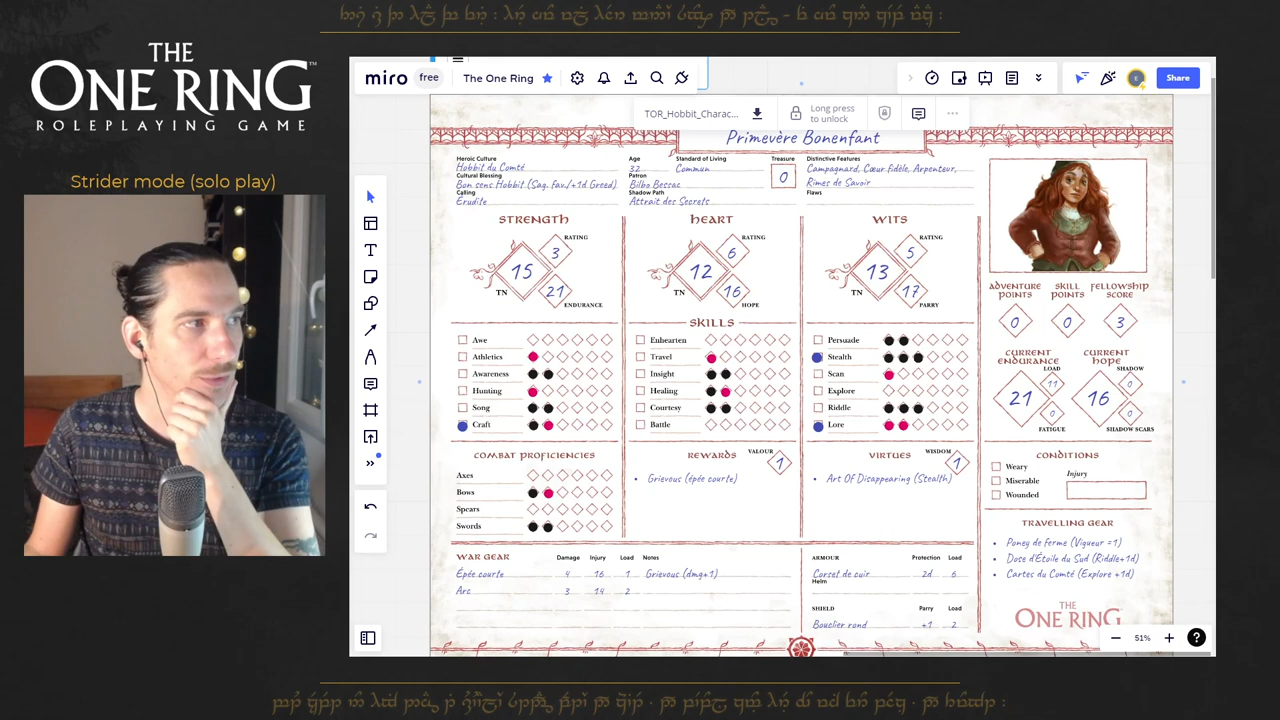 THE
ONE RING™
ROLEPLAYING GAME
Strider mode (solo play)
miro free The One Ring Share
TOR_Hobbit_Charac... Long press to unlock
Primevère Bonenfant
Heroic Culture
Hobbit du Comté
Cultural Blessing
Bon sens Hobbit (Sag. Fav./+1d Greed)
Calling
Érudite
Age Standard of Living
32 Commun
Patron
Bilbo Bessac
Shadow Path
Attrait des Secrets
Treasure
0
Distinctive Features
Campagnard, Cœur fidèle, Arpenteur,
Rimes de Savoir
Flaws
STRENGTH
RATING
3
15
TN
21
ENDURANCE
HEART
RATING
6
12
TN
16
HOPE
WITS
RATING
5
13
TN
17
PARRY
ADVENTURE POINTS SKILL POINTS FELLOWSHIP SCORE
0 0 3
SKILLS
Awe
Athletics
Awareness
Hunting
Song
Craft
Enhearten
Travel
Insight
Healing
Courtesy
Battle
Persuade
Stealth
Scan
Explore
Riddle
Lore
CURRENT ENDURANCE
LOAD
11
21
0
FATIGUE
CURRENT HOPE
SHADOW
0
16
0
SHADOW SCARS
COMBAT PROFICIENCIES
Axes
Bows
Spears
Swords
REWARDS VALOUR 1
• Grievous (épée courte)
VIRTUES WISDOM 1
• Art Of Disappearing (Stealth)
CONDITIONS
Weary
Miserable
Wounded
Injury
TRAVELLING GEAR
• Poney de ferme (Vigueur =1)
• Dose d'Étoile du Sud (Riddle+1d)
• Cartes du Comté (Explore +1d)
WAR GEAR Damage Injury Load Notes
Épée courte 4 16 1 Grievous (dmg+1)
Arc 3 14 2
ARMOUR Protection Load
Corset de cuir 2d 6
Helm
SHIELD Parry Load
Bouclier rond +1 2
THE
ONE RING
51%